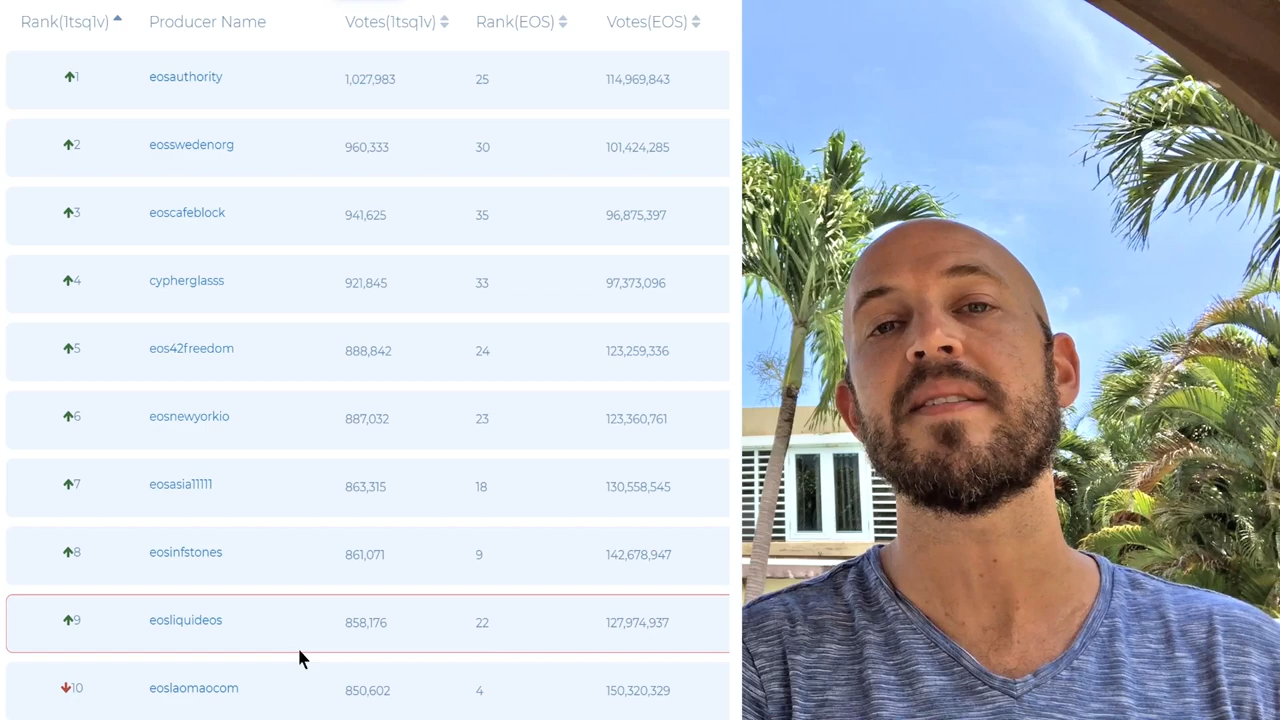 Rank(1tsq1v) Producer Name Votes(1tsq1v) Rank(EOS) Votes(EOS)
1 eosauthority 1,027,983 25 114,969,843
2 eosswedenorg 960,333 30 101,424,285
3 eoscafeblock 941,625 35 96,875,397
4 cypherglasss 921,845 33 97,373,096
5 eos42freedom 888,842 24 123,259,336
6 eosnewyorkio 887,032 23 123,360,761
7 eosasia11111 863,315 18 130,558,545
8 eosinfstones 861,071 9 142,678,947
9 eosliquideos 858,176 22 127,974,937
10 eoslaomaocom 850,602 4 150,320,329